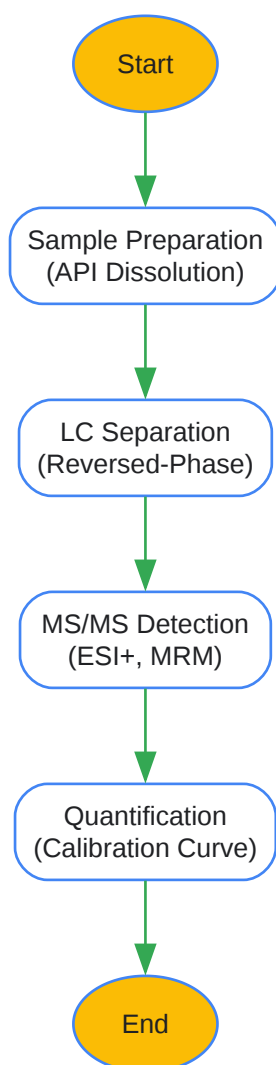 Start
Sample Preparation
(API Dissolution)
LC Separation
(Reversed-Phase)
MS/MS Detection
(ESI+, MRM)
Quantification
(Calibration Curve)
End